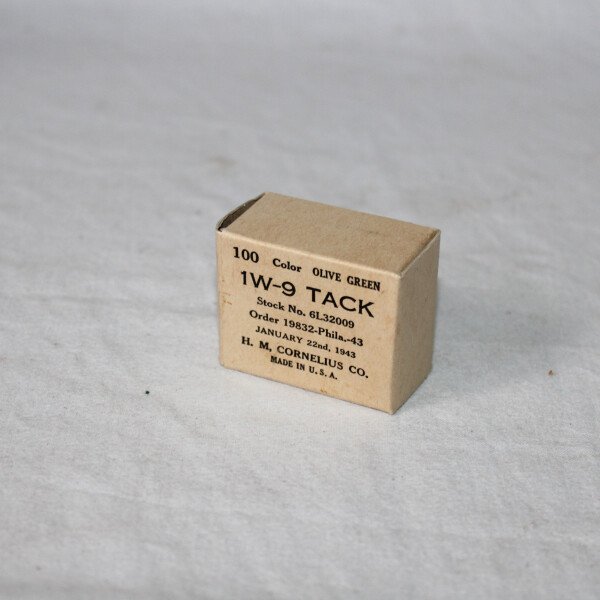 100 Color OLIVE GREEN
1W-9 TACK
Stock No. 6L32009
Order 19832-Phila.-43
JANUARY 22nd, 1943
H. M, CORNELIUS CO.
MADE IN U. S. A.